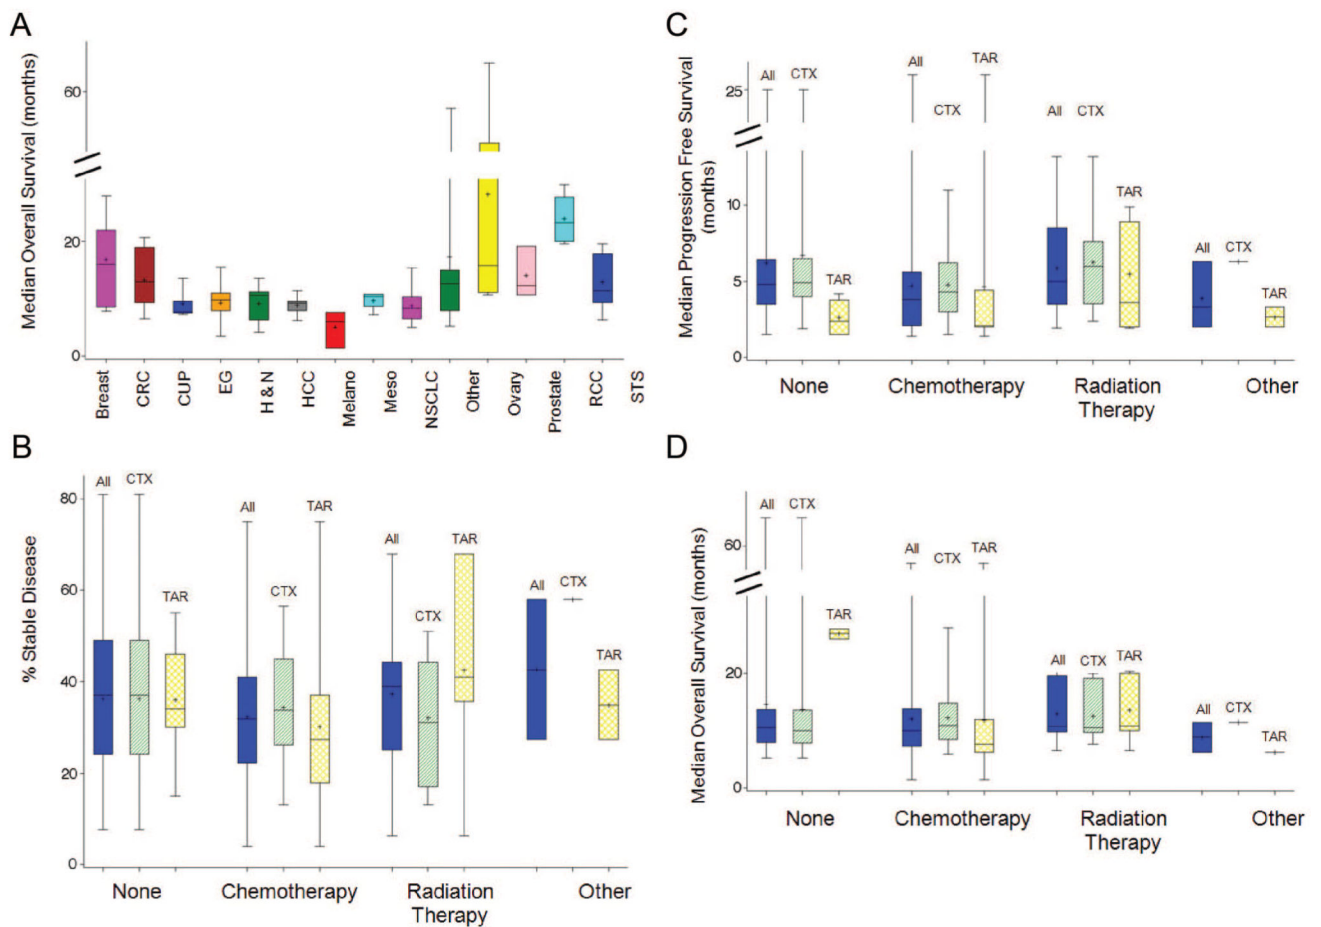 A
Median Overall Survival (months)
60
20
0
Breast
CRC
CUP
EG
H & N
HCC
Melano
Meso
NSCLC
Other
Ovary
Prostate
RCC
STS
B
% Stable Disease
80
60
40
20
0
All
CTX
TAR
All
CTX
TAR
All
CTX
TAR
All
CTX
TAR
None
Chemotherapy
Radiation
Therapy
Other
C
Median Progression Free Survival
(months)
25
10
5
0
All
CTX
TAR
All
CTX
TAR
All
CTX
TAR
All
CTX
TAR
None
Chemotherapy
Radiation
Therapy
Other
D
Median Overall Survival (months)
60
20
0
All
CTX
TAR
All
CTX
TAR
All
CTX
TAR
All
CTX
TAR
None
Chemotherapy
Radiation
Therapy
Other